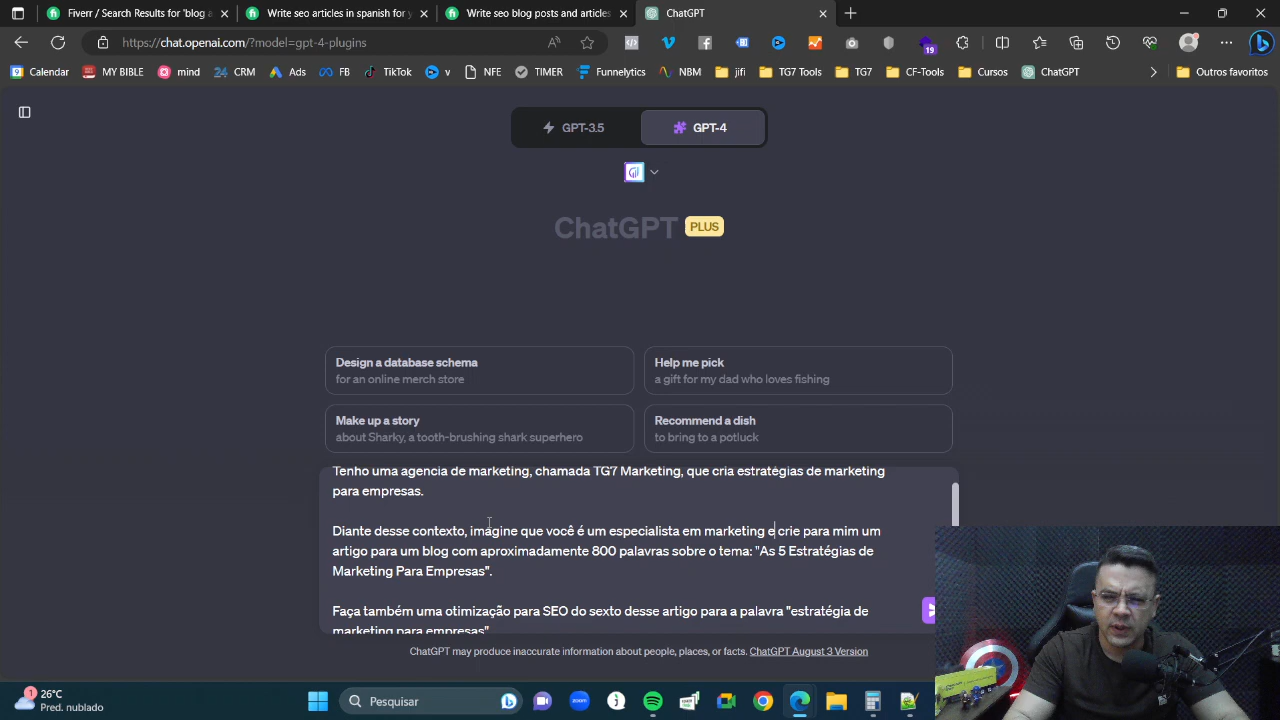 Fiverr / Search Results for 'blog a
Write seo articles in spanish for y
Write seo blog posts and articles
ChatGPT
https://chat.openai.com/?model=gpt-4-plugins
19
Calendar MY BIBLE mind CRM Ads FB TikTok v NFE TIMER Funnelytics NBM jifi TG7 Tools TG7 CF-Tools Cursos ChatGPT Outros favoritos
GPT-3.5 GPT-4
ChatGPT PLUS
Design a database schema
for an online merch store
Help me pick
a gift for my dad who loves fishing
Make up a story
about Sharky, a tooth-brushing shark superhero
Recommend a dish
to bring to a potluck
Tenho uma agencia de marketing, chamada TG7 Marketing, que cria estratégias de marketing
para empresas.
Diante desse contexto, imagine que você é um especialista em marketing e crie para mim um
artigo para um blog com aproximadamente 800 palavras sobre o tema: "As 5 Estratégias de
Marketing Para Empresas".
Faça também uma otimização para SEO do sexto desse artigo para a palavra "estratégia de
marketing para empresas"
ChatGPT may produce inaccurate information about people, places, or facts. ChatGPT August 3 Version
1
26°C
Pred. nublado
Pesquisar
zoom